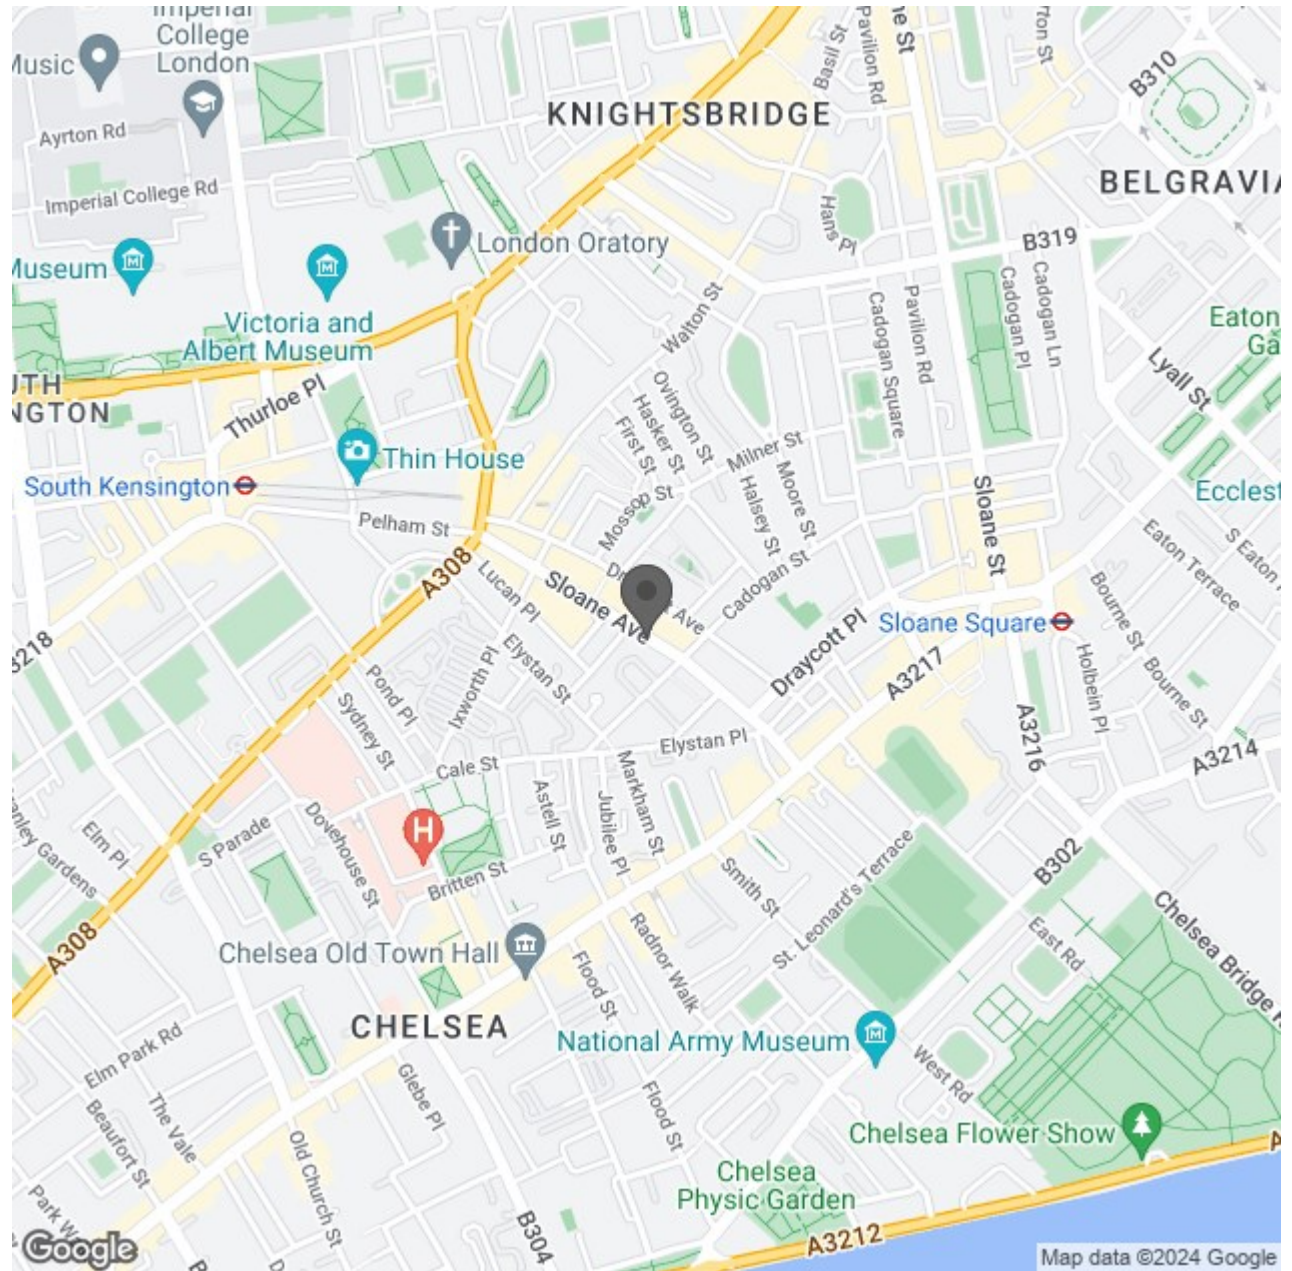 Imperial
College
London
Music
Ayrton Rd
Imperial College Rd
KNIGHTSBRIDGE
Basil St
Pavilion Rd
B310
BELGRAVIA
London Oratory
Hans Pl
B319
Museum
Victoria and
Albert Museum
Walton St
Cadogan Square
Pavilion Rd
Cadogan Pl
Cadogan Ln
Eaton
Lyall St
Thurloe Pl
Thin House
South Kensington
Pelham St
Ovington St
Hasker St
First St
Milner St
Mossop St
Halsey St
Moore St
Sloane St
Eccles
Eaton Terrace
S Eaton
A308
Lucan Pl
Sloane Ave
Ave
Cadogan St
Draycott Pl
Sloane Square
Bourne St
Bourne St
Holbein Pl
Elystan St
Ixworth Pl
Pond Pl
Sydney St
A3217
A3216
A3214
Elystan Pl
Cale St
Markham St
Astell St
Jubilee Pl
Dovehouse St
S Parade
Elm Pl
Gardens
H
Britten St
Smith St
St. Leonard's Terrace
B302
East Rd
Chelsea Bridge
A308
Chelsea Old Town Hall
Radnor Walk
Flood St
CHELSEA
National Army Museum
West Rd
Elm Park Rd
Glebe Pl
Flood St
The Vale
Beaufort St
Old Church St
Chelsea Flower Show
Chelsea
Physic Garden
B304
A3212
Google
Map data ©2024 Google